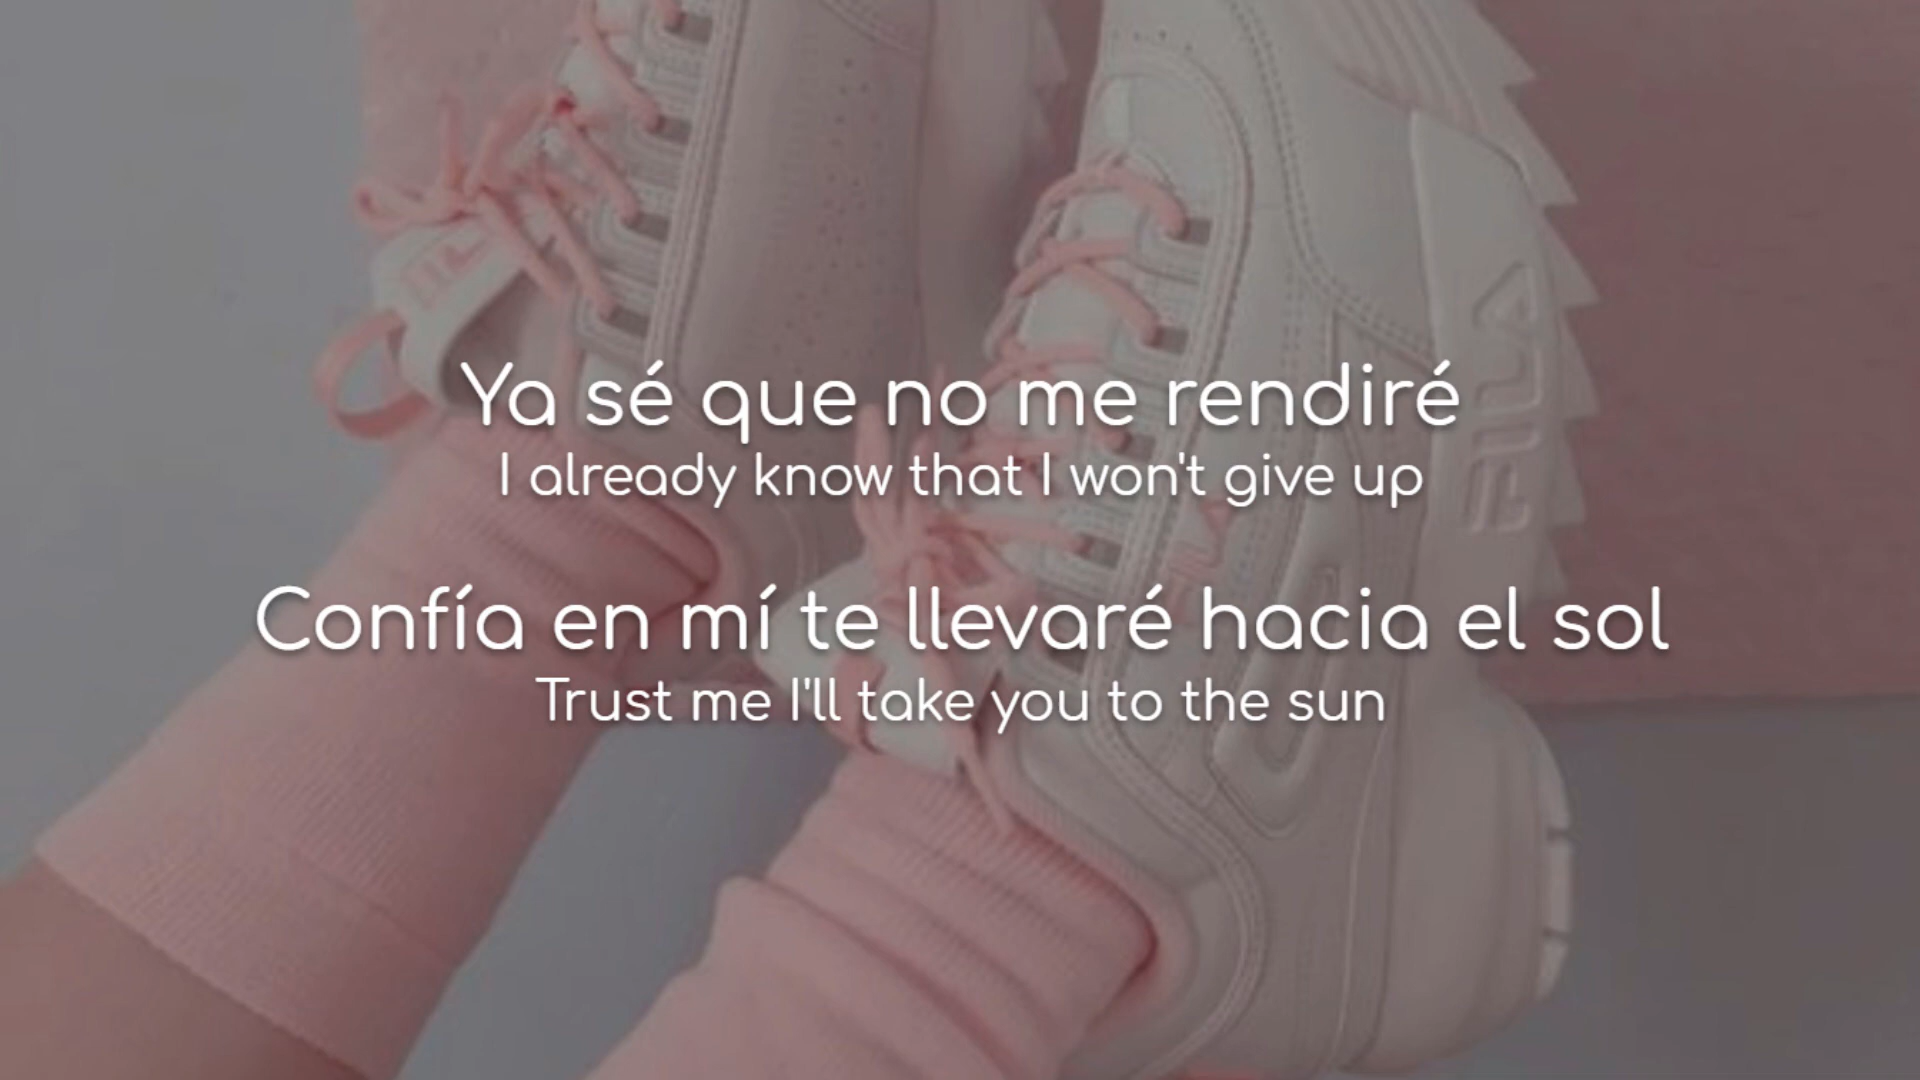 Ya sé que no me rendiré
I already know that I won't give up
Confía en mí te llevaré hacia el sol
Trust me I'll take you to the sun
FILA